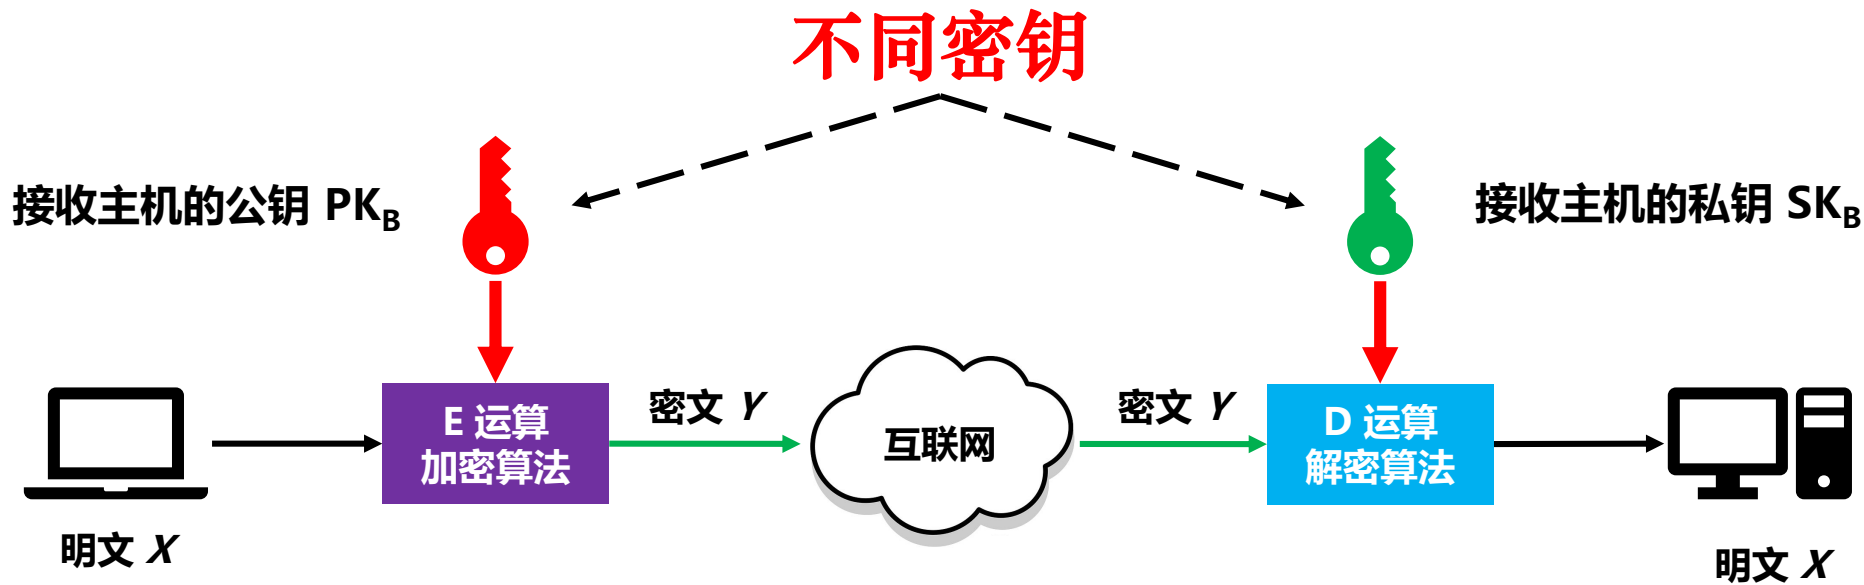 不同密钥
接收主机的公钥 PKB
接收主机的私钥 SKB
E 运算
加密算法
密文 Y
互联网
密文 Y
D 运算
解密算法
明文 X
明文 X